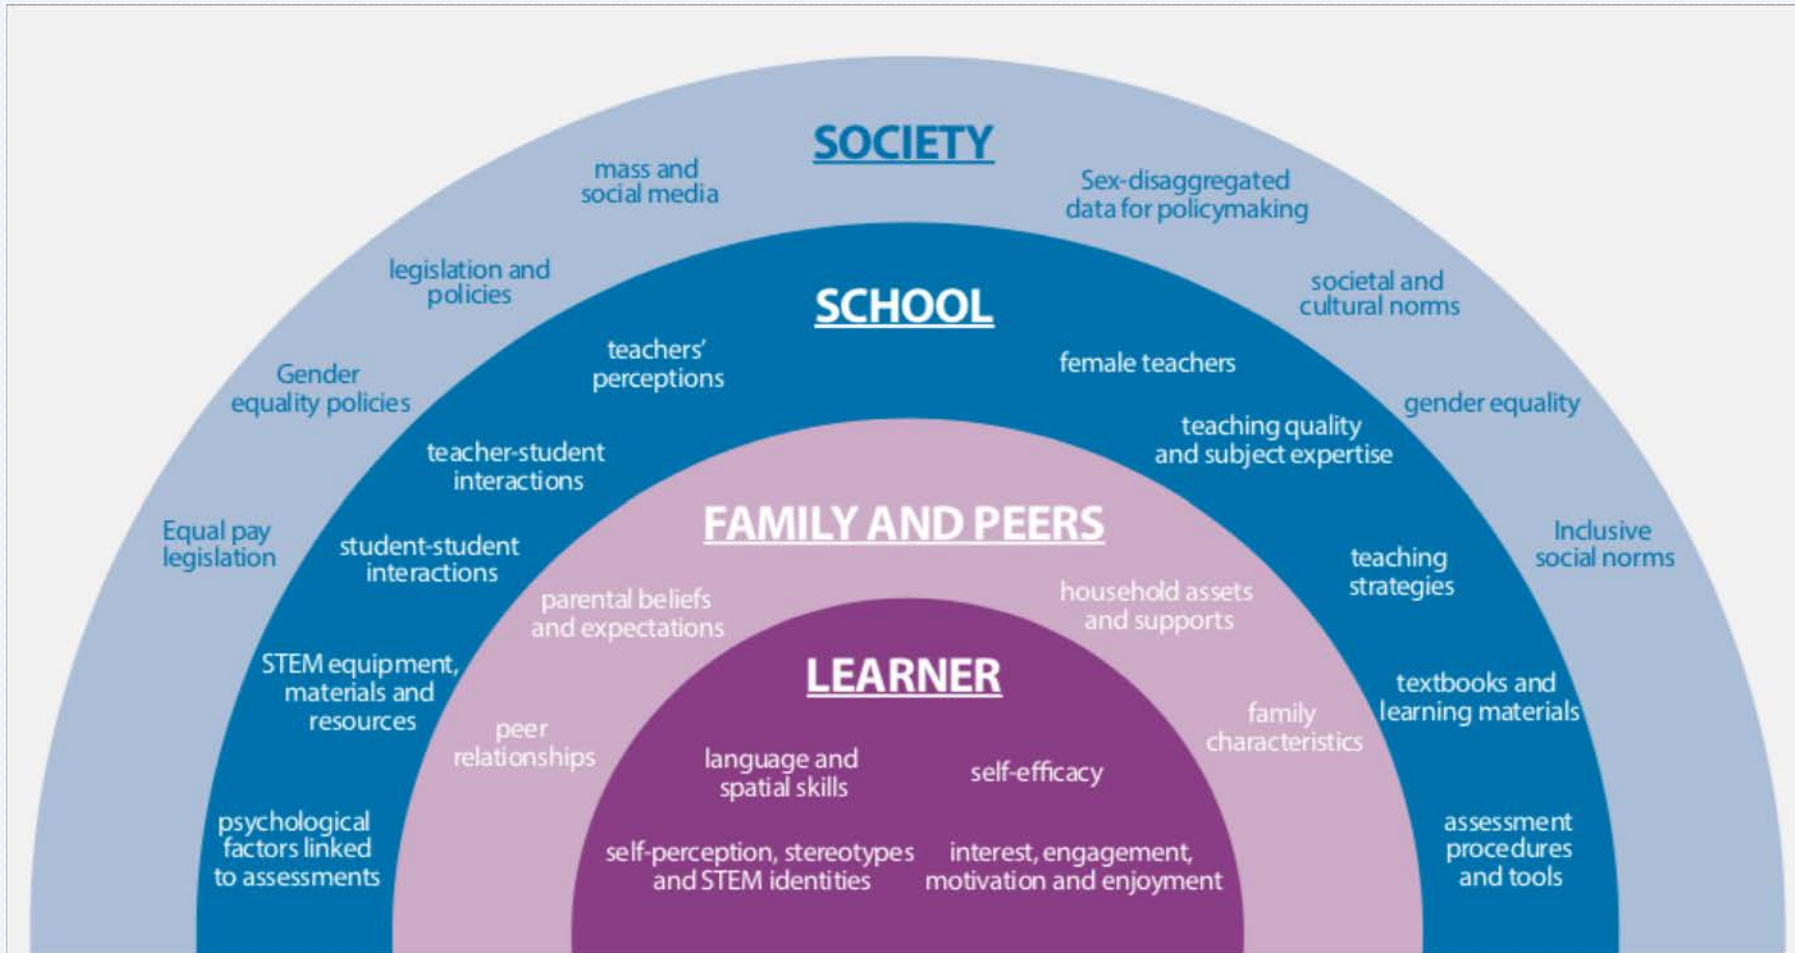 SOCIETY
mass and
social media
Sex-disaggregated
data for policymaking
legislation and
policies
societal and
cultural norms
Gender
equality policies
gender equality
Equal pay
legislation
Inclusive
social norms
SCHOOL
teachers’
perceptions
female teachers
teacher-student
interactions
teaching quality
and subject expertise
student-student
interactions
teaching
strategies
STEM equipment,
materials and
resources
textbooks and
learning materials
psychological
factors linked
to assessments
assessment
procedures
and tools
FAMILY AND PEERS
parental beliefs
and expectations
household assets
and supports
peer
relationships
family
characteristics
LEARNER
language and
spatial skills
self-efficacy
self-perception, stereotypes
and STEM identities
interest, engagement,
motivation and enjoyment